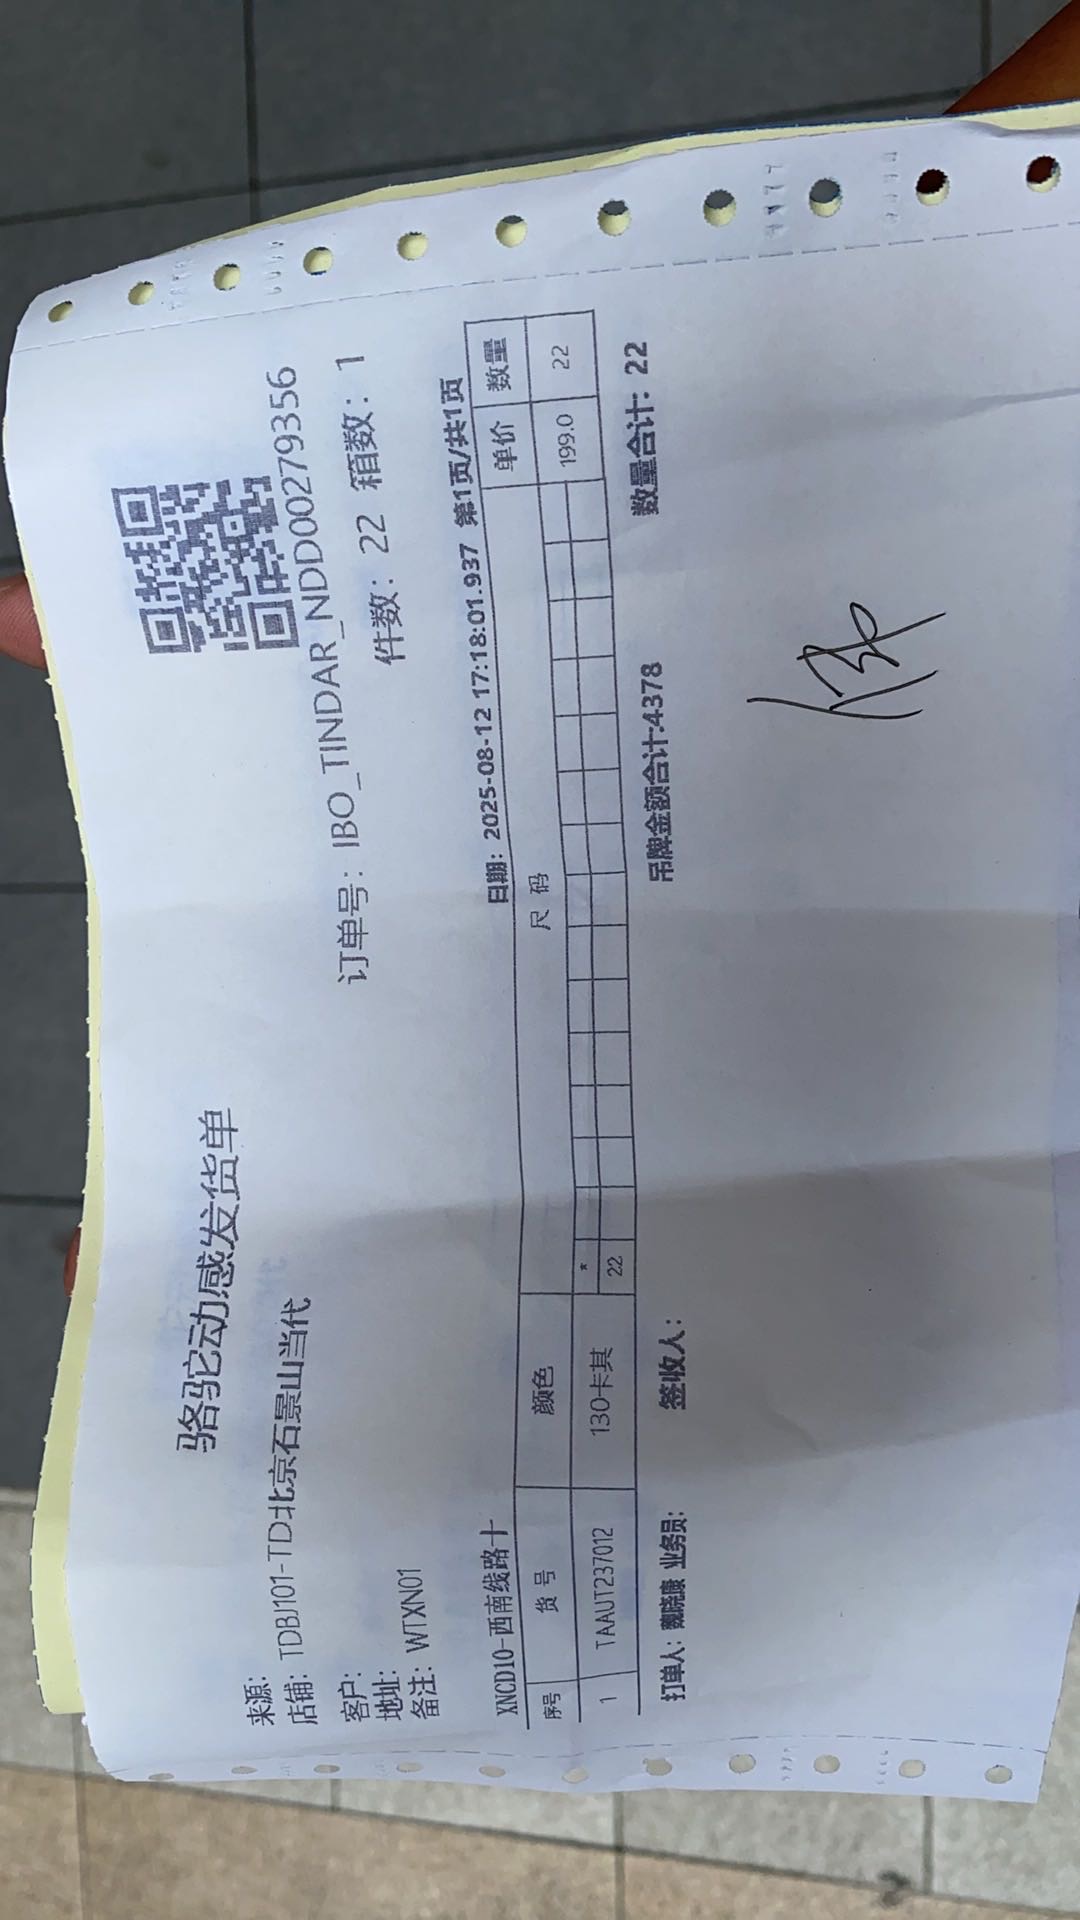 骆驼动感发货单
来源：
店铺：TDBJ101-TD北京石景山当代
订单号：IBO_TINDAR_NDD00279356
客户：
件数：22 箱数：1
地址：
备注：WTXN01
XNCD10-西南线路十
日期：2025-08-12 17:18:01.937 第1页/共1页
序号 货号 颜色 尺码 单价 数量
1 TAAUT237012 130卡其 * 199.0 22
22
打单人：魏晓康 业务员： 签收人： 吊牌金额合计:4378 数量合计：22